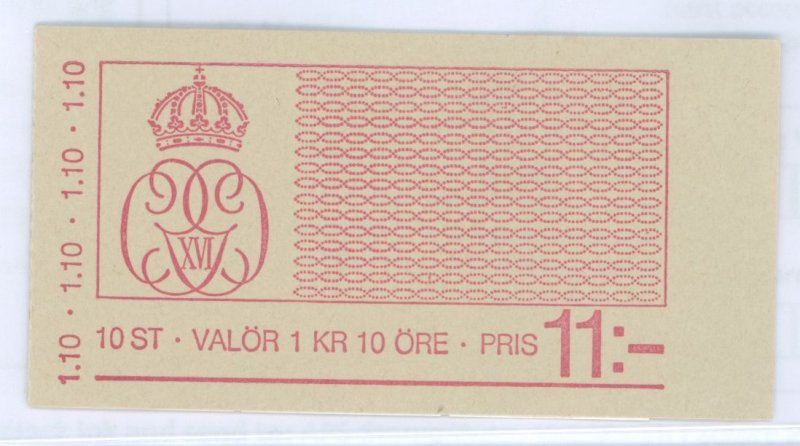 1.10 · 1.10 · 1.10 · 1.10
XVI
10 ST · VALÖR 1 KR 10 ÖRE · PRIS 11:-